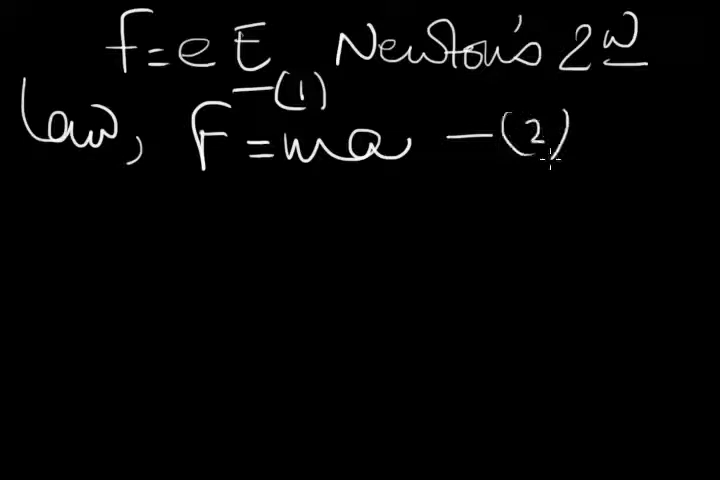 F = eE Newton's 2nd
—(1)
law, F = ma —(2)